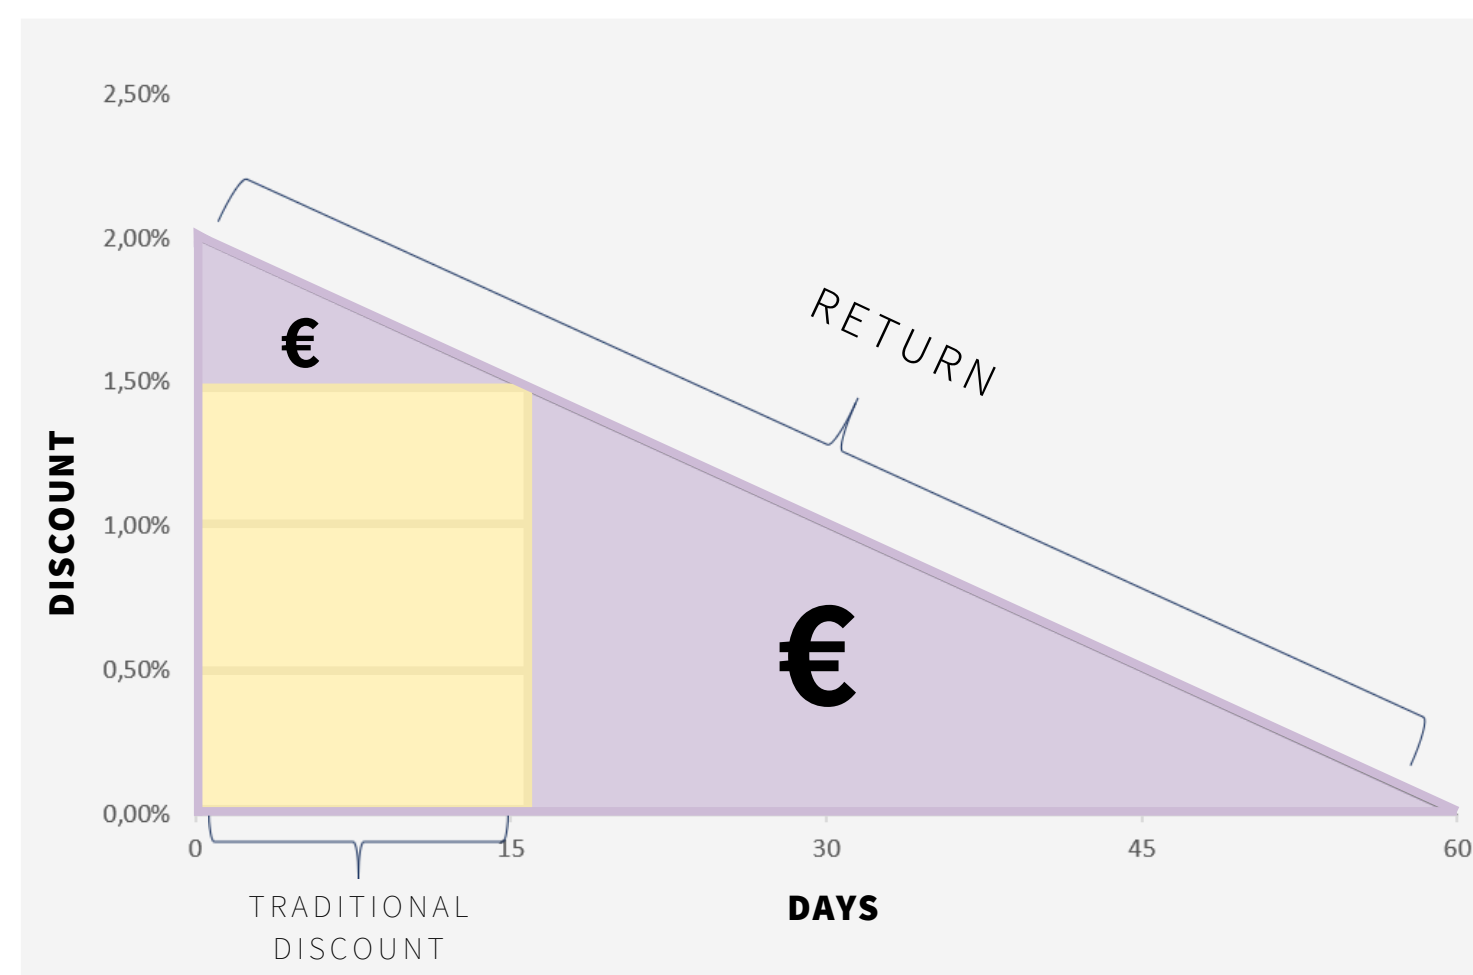 2,50%
2,00%
RETURN
€
1,50%
DISCOUNT
1,00%
€
0,50%
0,00%
0 15 30 45 60
TRADITIONAL
DISCOUNT
DAYS